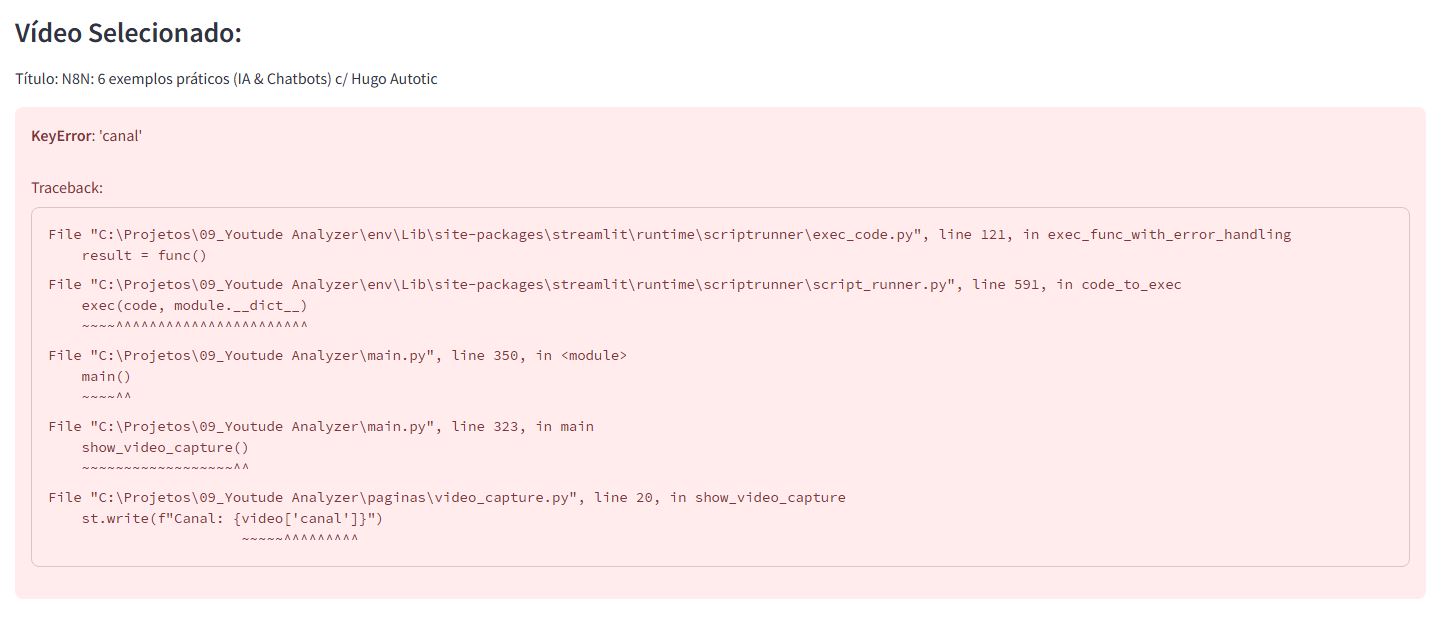 Vídeo Selecionado:
Título: N8N: 6 exemplos práticos (IA & Chatbots) c/ Hugo Autotic
KeyError: 'canal'
Traceback:
File "C:\Projetos\09_Youtude Analyzer\env\Lib\site-packages\streamlit\runtime\scriptrunner\exec_code.py", line 121, in exec_func_with_error_handling
    result = func()
File "C:\Projetos\09_Youtude Analyzer\env\Lib\site-packages\streamlit\runtime\scriptrunner\script_runner.py", line 591, in code_to_exec
    exec(code, module.__dict__)
    ~~~~^^^^^^^^^^^^^^^^^^^^^^^
File "C:\Projetos\09_Youtude Analyzer\main.py", line 350, in <module>
    main()
    ~~~~^^
File "C:\Projetos\09_Youtude Analyzer\main.py", line 323, in main
    show_video_capture()
    ~~~~~~~~~~~~~~~~~~^^
File "C:\Projetos\09_Youtude Analyzer\paginas\video_capture.py", line 20, in show_video_capture
    st.write(f"Canal: {video['canal']}")
                       ~~~~~^^^^^^^^^